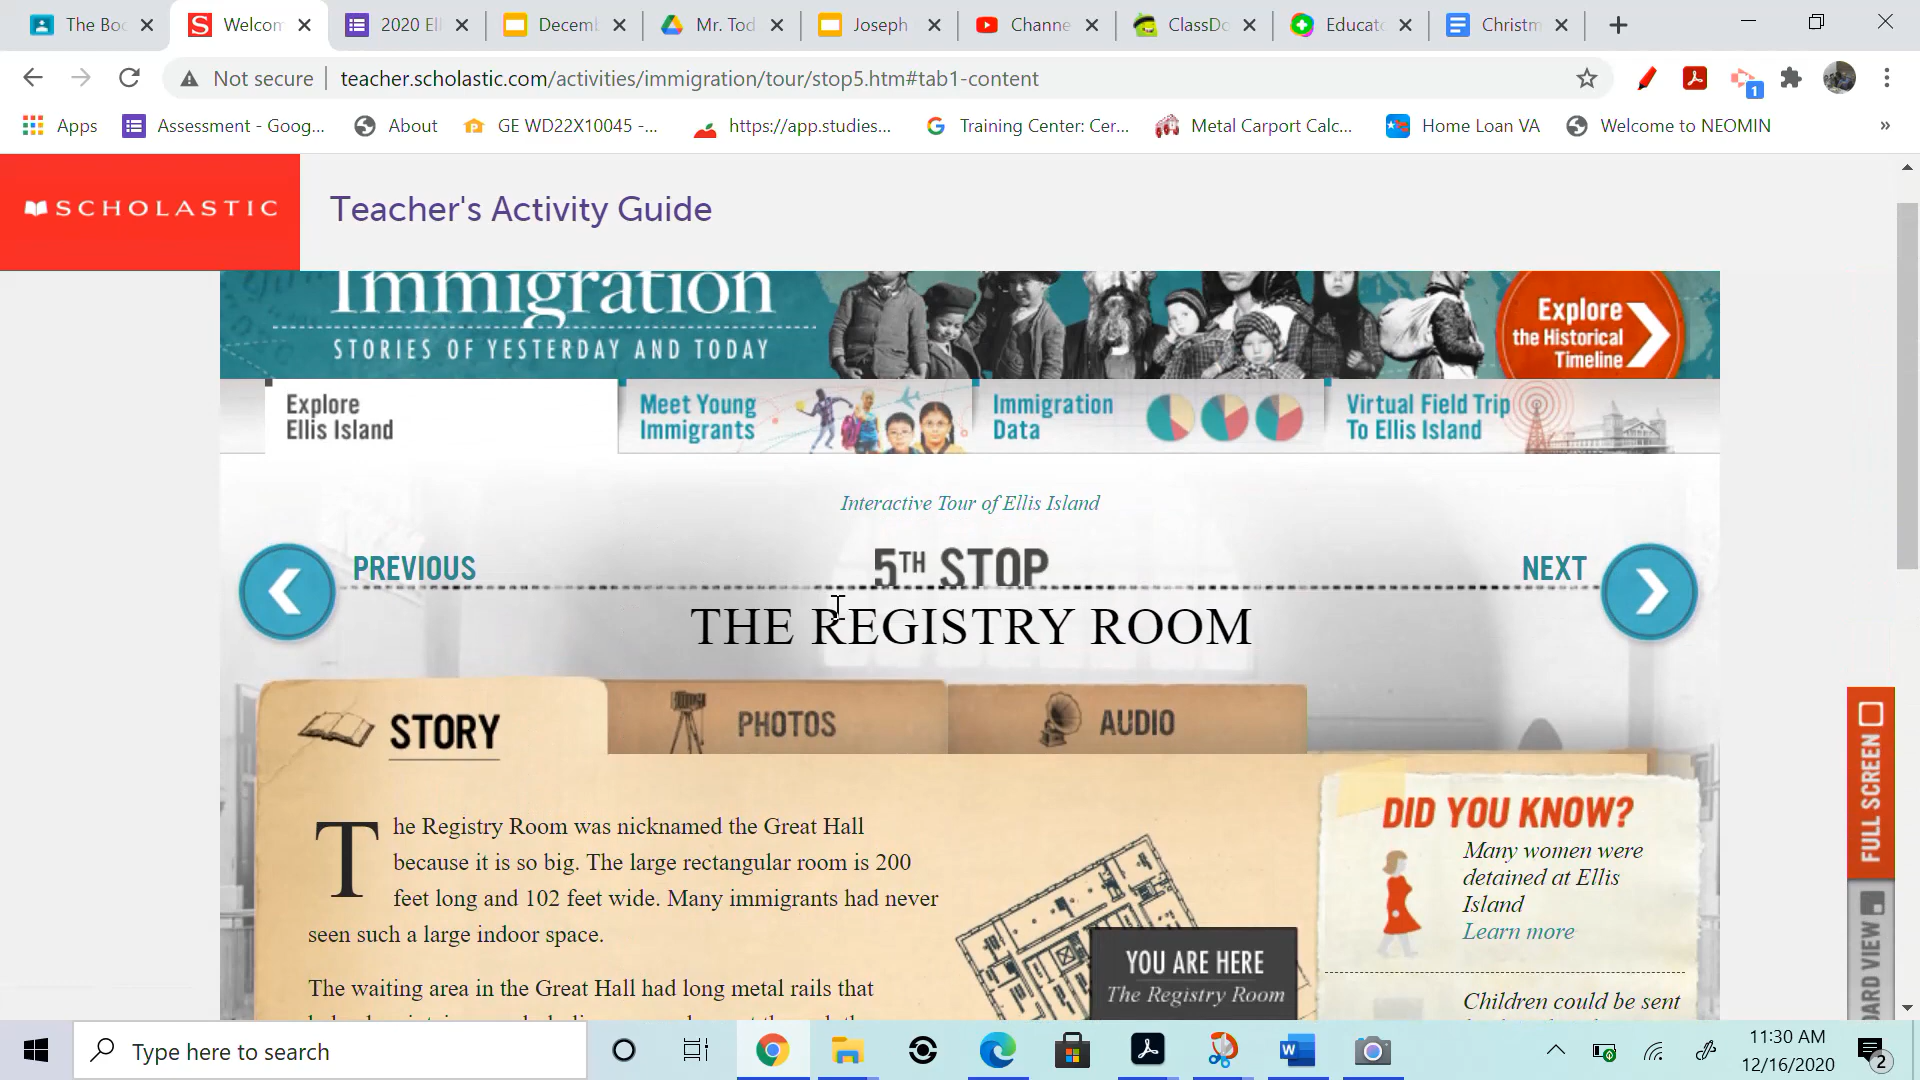 The Boo
Welcom
2020 Ell
Decemb
Mr. Tod
Joseph
Channe
ClassDo
Educato
Christm
Not secure
teacher.scholastic.com/activities/immigration/tour/stop5.htm#tab1-content
1
Apps
Assessment - Goog...
About
GE WD22X10045 -...
https://app.studies...
Training Center: Cer...
Metal Carport Calc...
Home Loan VA
Welcome to NEOMIN
»
SCHOLASTIC
Teacher's Activity Guide
Immigration
STORIES OF YESTERDAY AND TODAY
Explore
the Historical
Timeline
Explore
Ellis Island
Meet Young
Immigrants
Immigration
Data
Virtual Field Trip
To Ellis Island
Interactive Tour of Ellis Island
PREVIOUS
5TH STOP
NEXT
THE REGISTRY ROOM
STORY
PHOTOS
AUDIO
The Registry Room was nicknamed the Great Hall
because it is so big. The large rectangular room is 200
feet long and 102 feet wide. Many immigrants had never
seen such a large indoor space.
The waiting area in the Great Hall had long metal rails that
YOU ARE HERE
The Registry Room
DID YOU KNOW?
Many women were
detained at Ellis
Island
Learn more
Children could be sent
FULL SCREEN
ARD VIEW
Type here to search
11:30 AM
12/16/2020
2